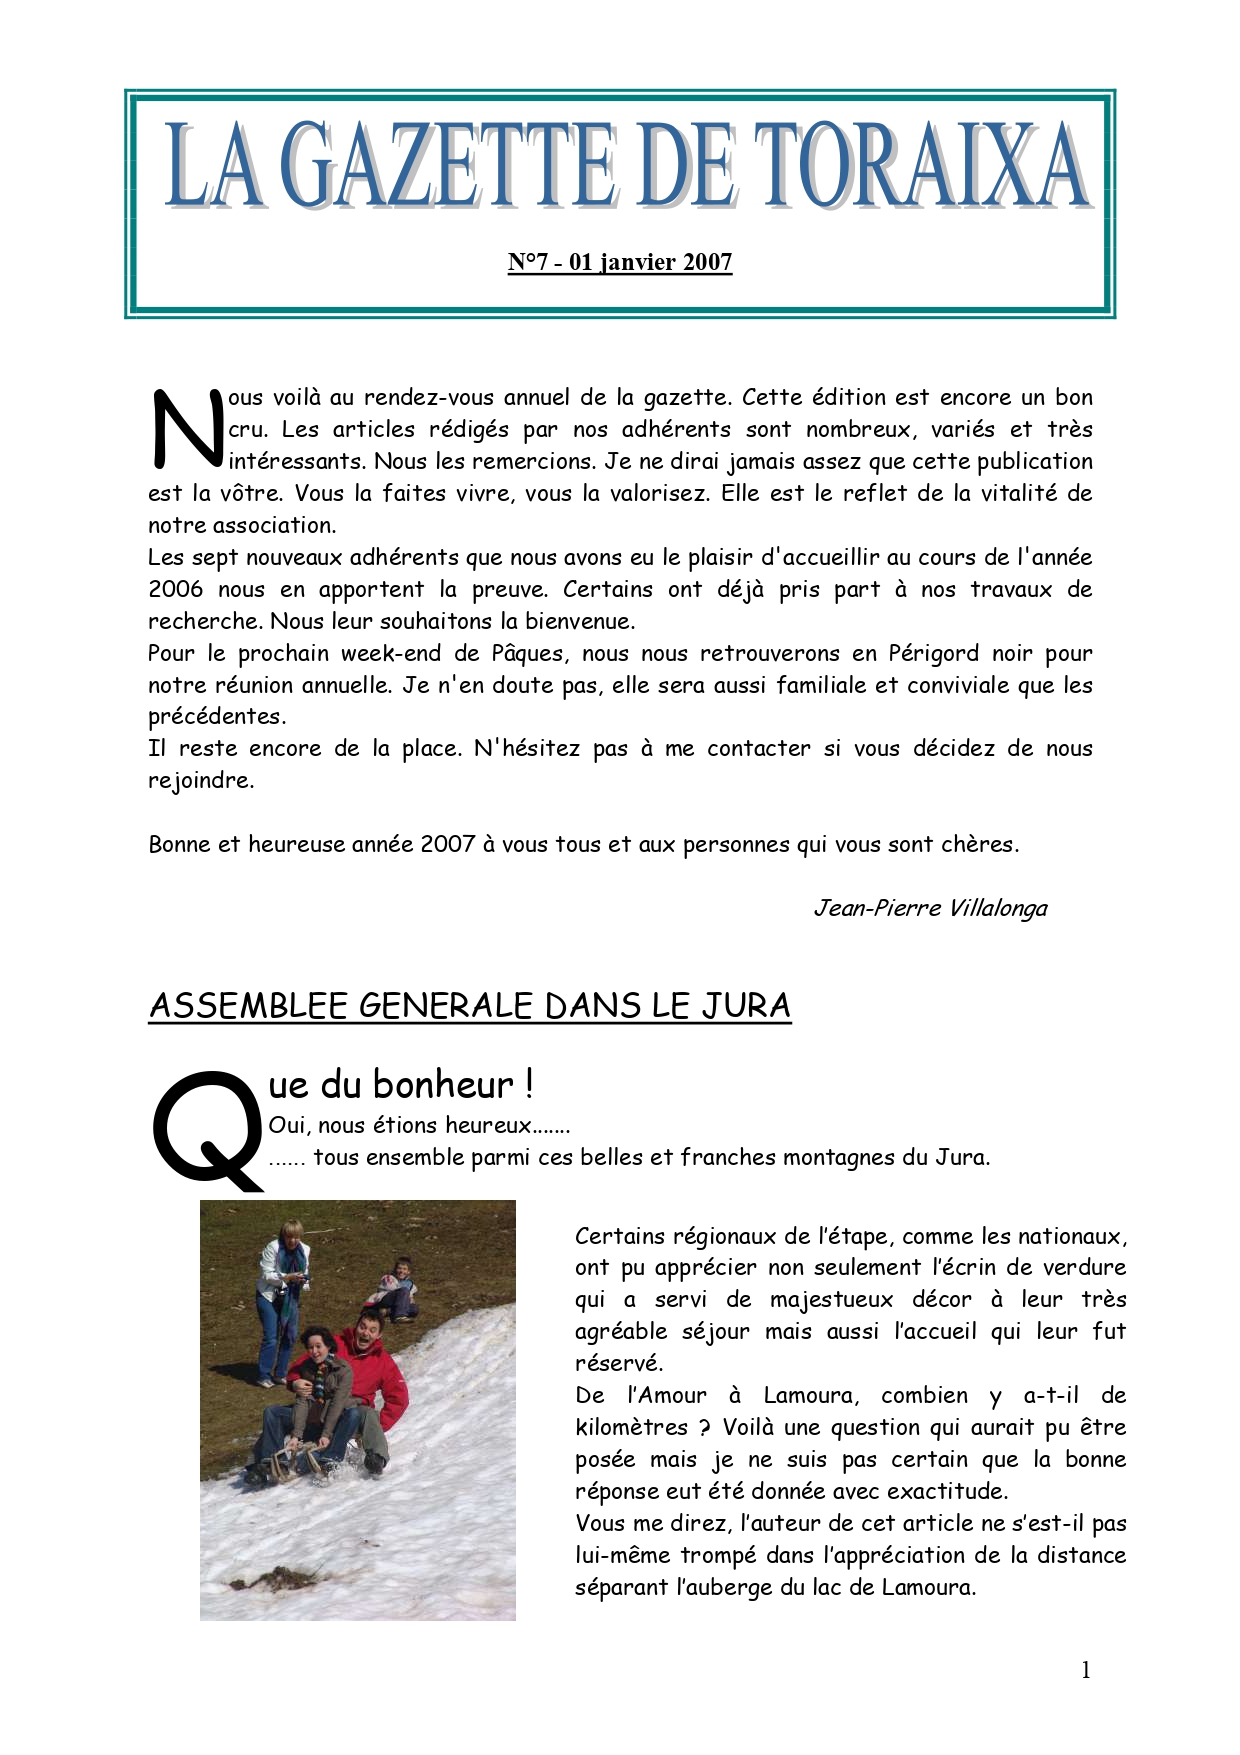 LA GAZETTE DE TORAIXA
N°7 - 01 janvier 2007
Nous voilà au rendez-vous annuel de la gazette. Cette édition est encore un bon
cru. Les articles rédigés par nos adhérents sont nombreux, variés et très
intéressants. Nous les remercions. Je ne dirai jamais assez que cette publication
est la vôtre. Vous la faites vivre, vous la valorisez. Elle est le reflet de la vitalité de
notre association.
Les sept nouveaux adhérents que nous avons eu le plaisir d'accueillir au cours de l'année
2006 nous en apportent la preuve. Certains ont déjà pris part à nos travaux de
recherche. Nous leur souhaitons la bienvenue.
Pour le prochain week-end de Pâques, nous nous retrouverons en Périgord noir pour
notre réunion annuelle. Je n'en doute pas, elle sera aussi familiale et conviviale que les
précédentes.
Il reste encore de la place. N'hésitez pas à me contacter si vous décidez de nous
rejoindre.
Bonne et heureuse année 2007 à vous tous et aux personnes qui vous sont chères.
Jean-Pierre Villalonga
ASSEMBLEE GENERALE DANS LE JURA
Que du bonheur !
Oui, nous étions heureux.......
...... tous ensemble parmi ces belles et franches montagnes du Jura.
Certains régionaux de l’étape, comme les nationaux,
ont pu apprécier non seulement l’écrin de verdure
qui a servi de majestueux décor à leur très
agréable séjour mais aussi l’accueil qui leur fut
réservé.
De l’Amour à Lamoura, combien y a-t-il de
kilomètres ? Voilà une question qui aurait pu être
posée mais je ne suis pas certain que la bonne
réponse eut été donnée avec exactitude.
Vous me direz, l’auteur de cet article ne s’est-il pas
lui-même trompé dans l’appréciation de la distance
séparant l’auberge du lac de Lamoura.
1